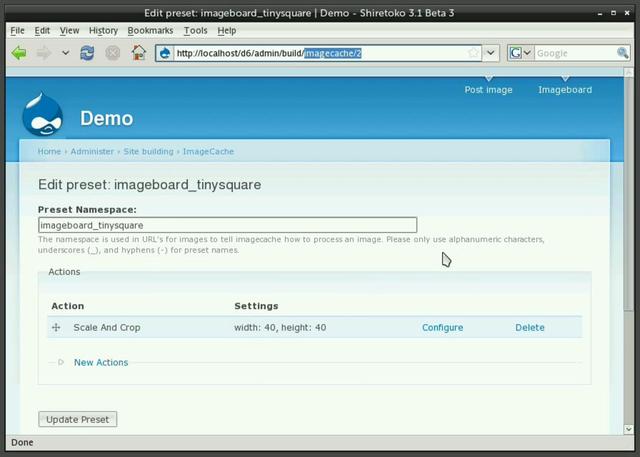 Edit preset: imageboard_tinysquare | Demo - Shiretoko 3.1 Beta 3
File Edit View History Bookmarks Tools Help
http://localhost/d6/admin/build/imagecache/2
G Google
Post image Imageboard
Demo
Home › Administer › Site building › ImageCache
Edit preset: imageboard_tinysquare
Preset Namespace:
imageboard_tinysquare
The namespace is used in URL's for images to tell imagecache how to process an image. Please only use alphanumeric characters,
underscores (_), and hyphens (-) for preset names.
Actions
Action Settings
Scale And Crop width: 40, height: 40 Configure Delete
New Actions
Update Preset
Done